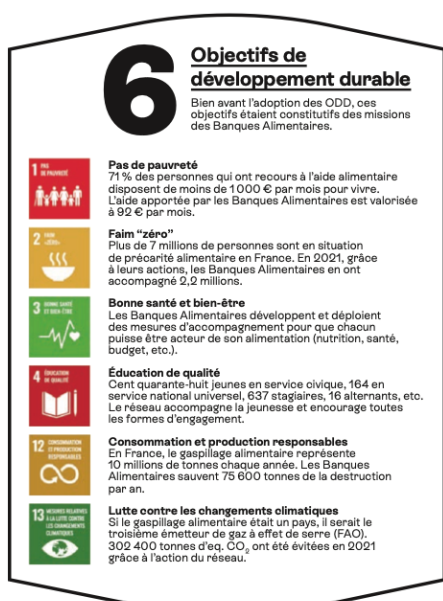 6
Objectifs de
développement durable
Bien avant l'adoption des ODD, ces
objectifs étaient constitutifs des missions
des Banques Alimentaires.
1 PAS
DE PAUVRETÉ
Pas de pauvreté
71 % des personnes qui ont recours à l'aide alimentaire
disposent de moins de 1 000 € par mois pour vivre.
L'aide apportée par les Banques Alimentaires est valorisée
à 92 € par mois.
2 FAIM
«ZÉRO»
Faim “zéro”
Plus de 7 millions de personnes sont en situation
de précarité alimentaire en France. En 2021, grâce
à leurs actions, les Banques Alimentaires en ont
accompagné 2,2 millions.
3 BONNE SANTÉ
ET BIEN-ÊTRE
Bonne santé et bien-être
Les Banques Alimentaires développent et déploient
des mesures d'accompagnement pour que chacun
puisse être acteur de son alimentation (nutrition, santé,
budget, etc.).
4 ÉDUCATION
DE QUALITÉ
Éducation de qualité
Cent quarante-huit jeunes en service civique, 164 en
service national universel, 637 stagiaires, 16 alternants, etc.
Le réseau accompagne la jeunesse et encourage toutes
les formes d'engagement.
12 CONSOMMATION
ET PRODUCTION
RESPONSABLES
Consommation et production responsables
En France, le gaspillage alimentaire représente
10 millions de tonnes chaque année. Les Banques
Alimentaires sauvent 75 600 tonnes de la destruction
par an.
13 MESURES RELATIVES
À LA LUTTE CONTRE
LES CHANGEMENTS
CLIMATIQUES
Lutte contre les changements climatiques
Si le gaspillage alimentaire était un pays, il serait le
troisième émetteur de gaz à effet de serre (FAO).
302 400 tonnes d'eq. CO₂ ont été évitées en 2021
grâce à l'action du réseau.